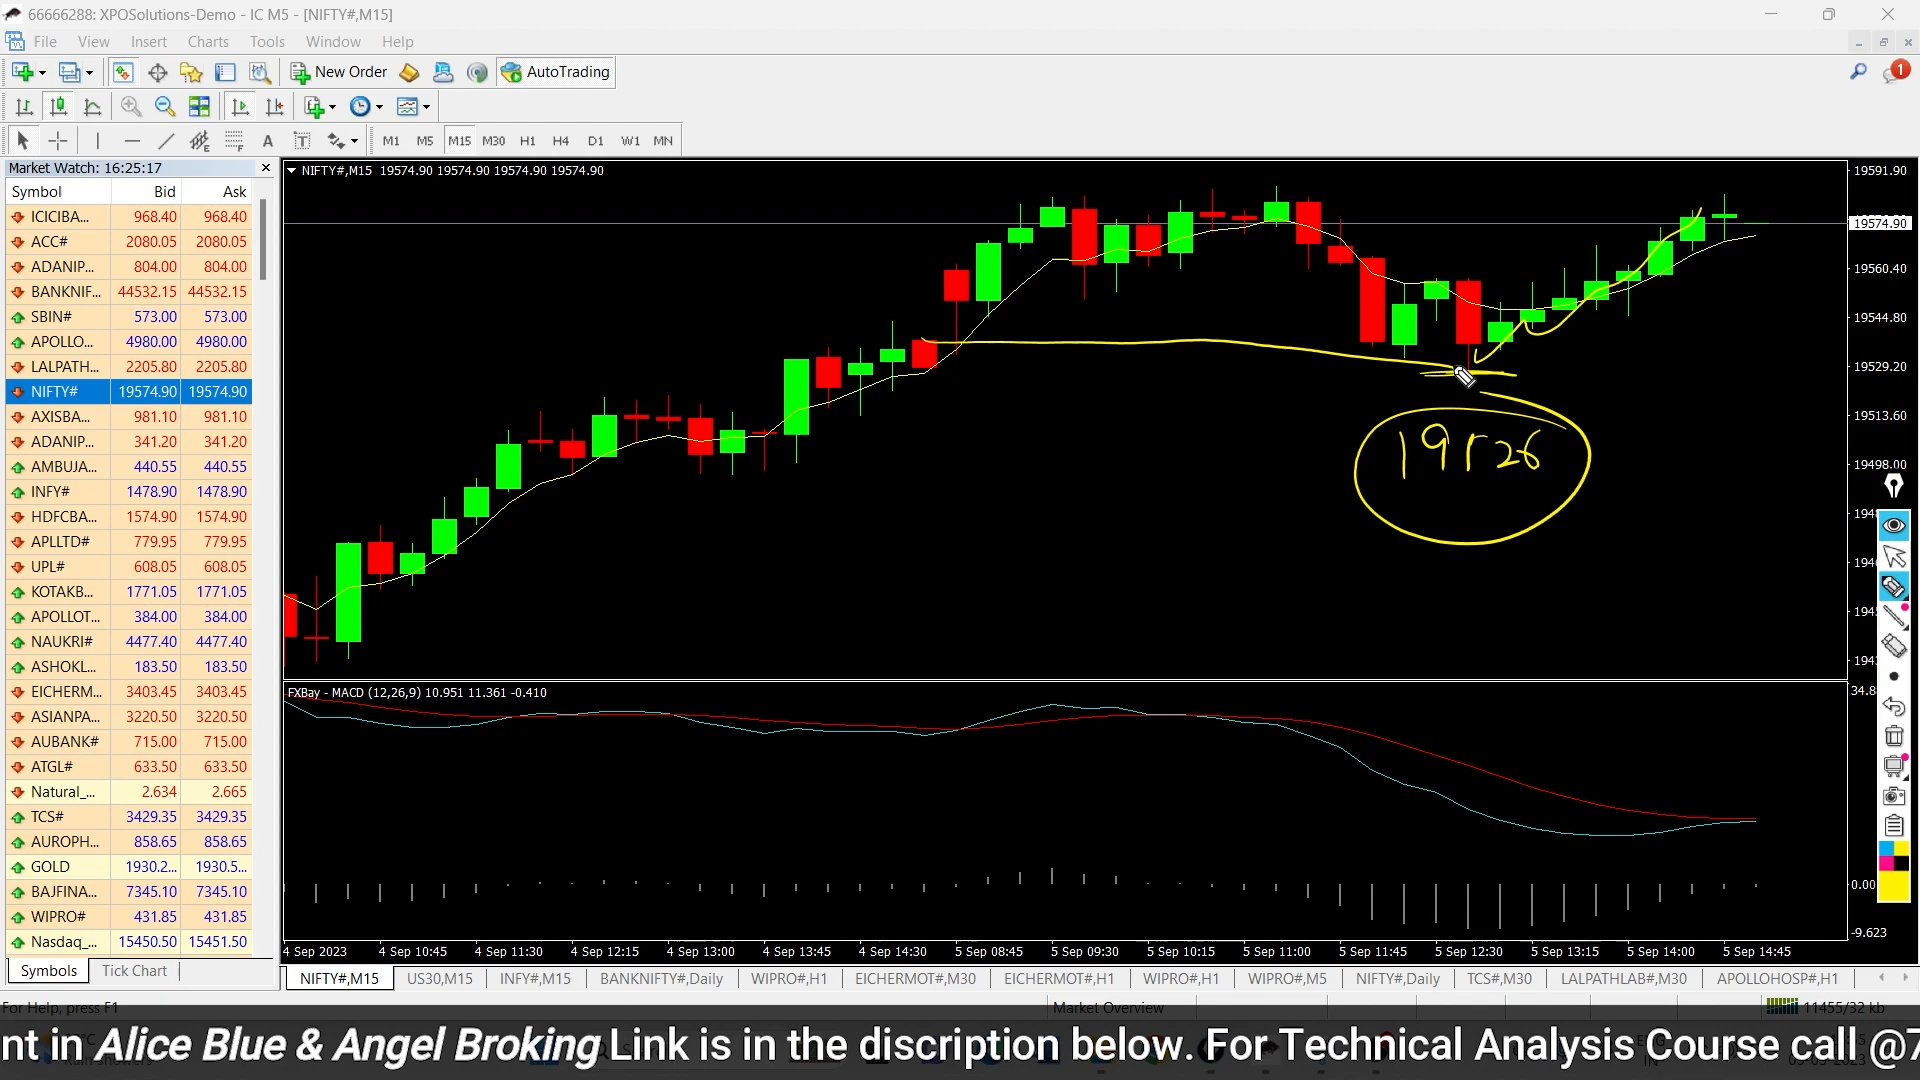 66666288: XPOSolutions-Demo - IC M5 - [NIFTY#,M15]
File View Insert Charts Tools Window Help
New Order AutoTrading 1
A T M1 M5 M15 M30 H1 H4 D1 W1 MN
Market Watch: 16:25:17
Symbol Bid Ask
ICICIBA... 968.40 968.40
ACC# 2080.05 2080.05
ADANIP... 804.00 804.00
BANKNIF... 44532.15 44532.15
SBIN# 573.00 573.00
APOLLO... 4980.00 4980.00
LALPATH... 2205.80 2205.80
NIFTY# 19574.90 19574.90
AXISBA... 981.10 981.10
ADANIP... 341.20 341.20
AMBUJA... 440.55 440.55
INFY# 1478.90 1478.90
HDFCBA... 1574.90 1574.90
APLLTD# 779.95 779.95
UPL# 608.05 608.05
KOTAKB... 1771.05 1771.05
APOLLOT... 384.00 384.00
NAUKRI# 4477.40 4477.40
ASHOKL... 183.50 183.50
EICHERM... 3403.45 3403.45
ASIANPA... 3220.50 3220.50
AUBANK# 715.00 715.00
ATGL# 633.50 633.50
Natural_... 2.634 2.665
TCS# 3429.35 3429.35
AUROPH... 858.65 858.65
GOLD 1930.2... 1930.5...
BAJFINA... 7345.10 7345.10
WIPRO# 431.85 431.85
Nasdaq_... 15450.50 15451.50
Symbols Tick Chart
NIFTY#,M15 19574.90 19574.90 19574.90 19574.90
19591.90
19574.90
19560.40
19544.80
19529.20
19513.60
19498.00
19526
FXBay - MACD (12,26,9) 10.951 11.361 -0.410
34.8
0.00
-9.623
4 Sep 2023 4 Sep 10:45 4 Sep 11:30 4 Sep 12:15 4 Sep 13:00 4 Sep 13:45 4 Sep 14:30 5 Sep 08:45 5 Sep 09:30 5 Sep 10:15 5 Sep 11:00 5 Sep 11:45 5 Sep 12:30 5 Sep 13:15 5 Sep 14:00 5 Sep 14:45
NIFTY#,M15 US30,M15 INFY#,M15 BANKNIFTY#,Daily WIPRO#,H1 EICHERMOT#,M30 EICHERMOT#,H1 WIPRO#,H1 WIPRO#,M5 NIFTY#,Daily TCS#,M30 LALPATHLAB#,M30 APOLLOHOSP#,H1
For Help, press F1 Market Overview 11455/32 kb
nt in Alice Blue & Angel Broking Link is in the discription below. For Technical Analysis Course call @7